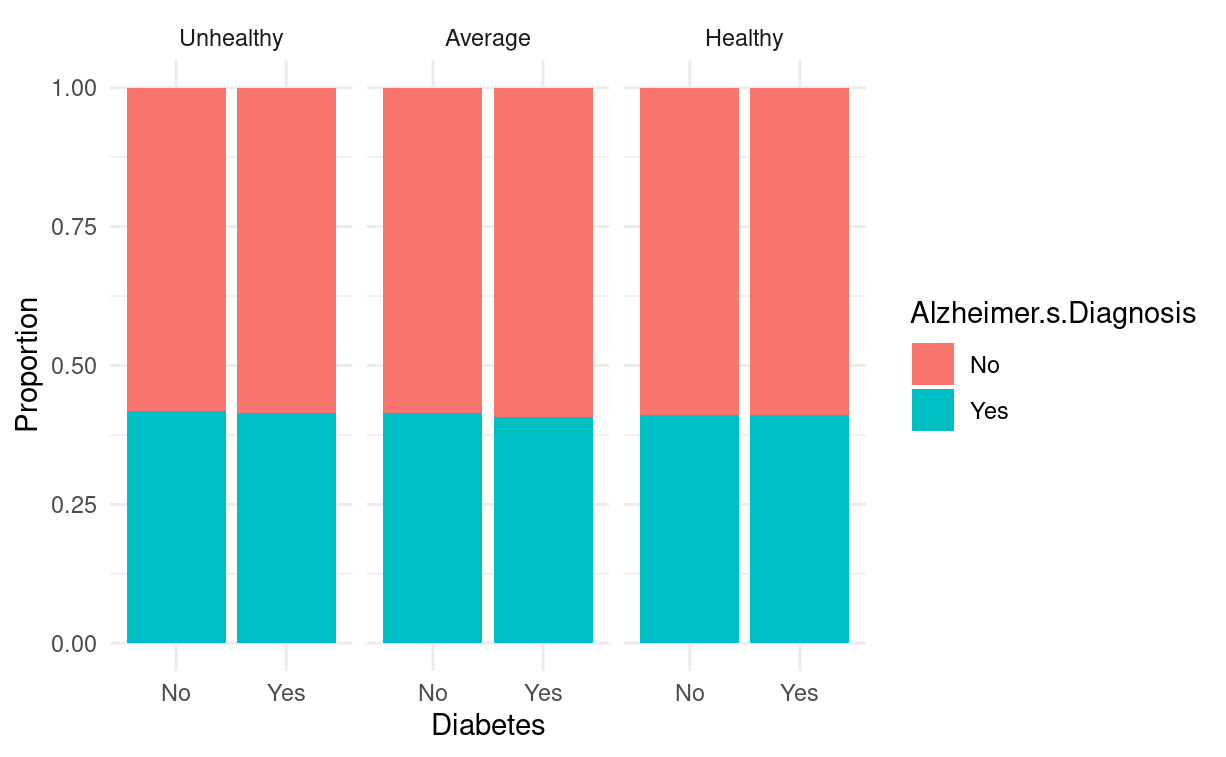 Unhealthy Average Healthy
1.00
0.75
0.50
0.25
0.00
Proportion
No Yes No Yes No Yes
Diabetes
Alzheimer.s.Diagnosis
No
Yes